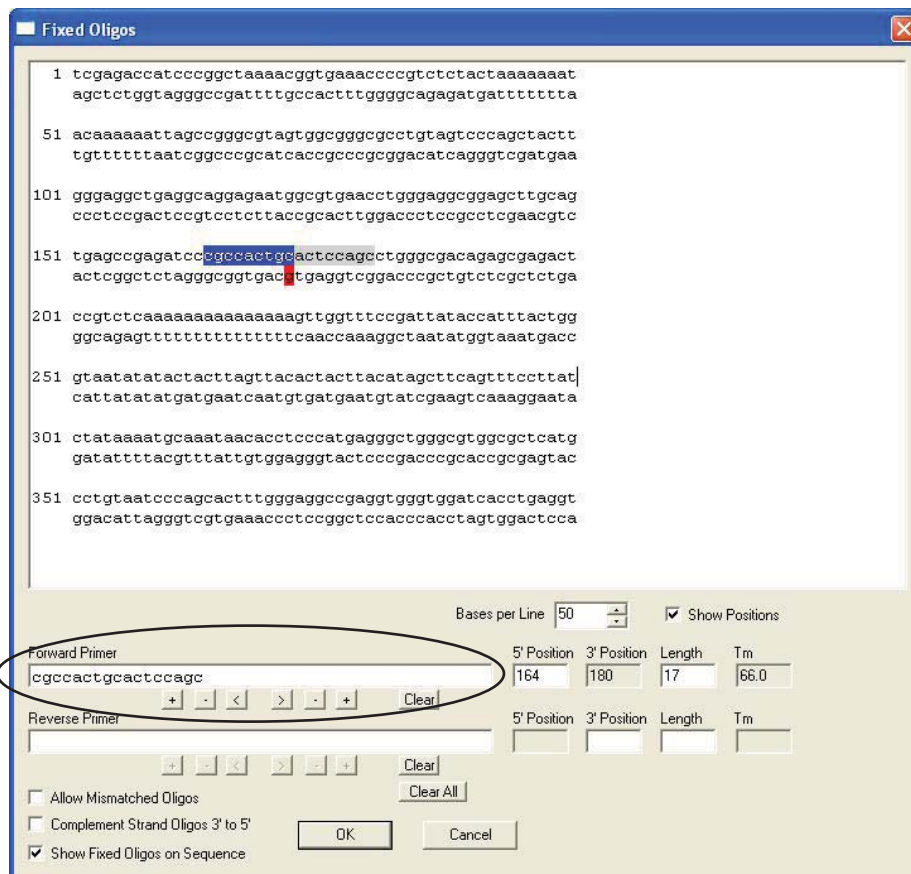 Fixed Oligos
1 tcgagaccatcccggctaaaacggtgaaaccccgtctctactaaaaaaat
agctctggtagggccgattttgccactttggggcagagatgattttttta
51 acaaaaaattagccgggcgtagtggcgggcgcctgtagtcccagctactt
tgttttttaatcggcccgcatcaccgcccgcggacatcagggtcgatgaa
101 gggaggctgaggcaggagaatggcgtgaacctgggaggcggagcttgcag
ccctccgactccgtcctcttaccgcacttggaccctccgcctcgaacgtc
151 tgagccgagatcccgccactgcactccagcctgggcgacagagcgagact
actcggctctagggcggtgacgtgaggtcggacccgctgtctcgctctga
201 ccgtctcaaaaaaaaaaaaaaagttggtttccgattataccatttactgg
ggcagagtttttttttttttttcaaccaaaggctaatatggtaaatgacc
251 gtaatatatactacttagttacactacttacatagcttcagtttccttat
cattatatatgatgaatcaatgtgatgaatgtatcgaagtcaaaggaata
301 ctataaaatgcaaataacacctcccatgagggctgggcgtggcgctcatg
gatattttacgtttattgtggagggtactcccgacccgcaccgcgagtac
351 cctgtaatcccagcactttgggaggccgaggtgggtggatcacctgaggt
ggacattagggtcgtgaaaccctccggctccacccacctagtggactcca
Bases per Line 50 Show Positions
Forward Primer 5' Position 3' Position Length Tm
cgccactgcactccagc 164 180 17 66.0
+ - < > - + Clear
Reverse Primer 5' Position 3' Position Length Tm
+ - < > - + Clear
Clear All
Allow Mismatched Oligos
Complement Strand Oligos 3' to 5'
OK Cancel
Show Fixed Oligos on Sequence